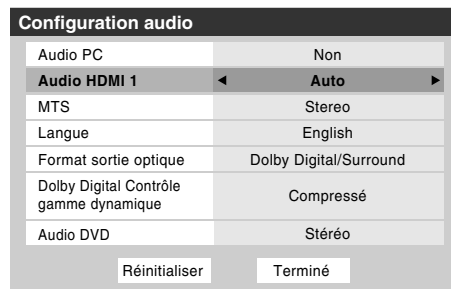 Configuration audio
Audio PC Non
Audio HDMI 1 ◀ Auto ▶
MTS Stereo
Langue English
Format sortie optique Dolby Digital/Surround
Dolby Digital Contrôle
gamme dynamique Compressé
Audio DVD Stéréo
Réinitialiser Terminé